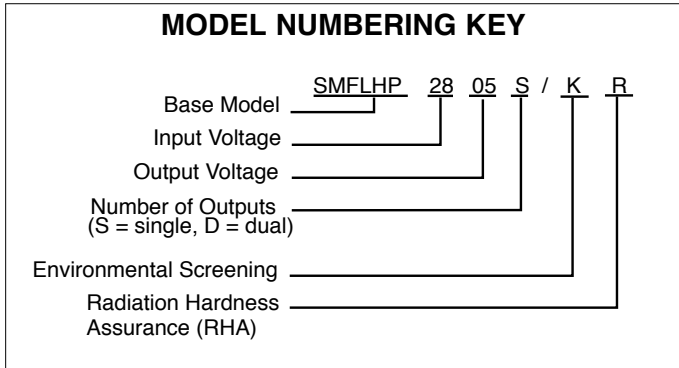 MODEL NUMBERING KEY
SMFLHP 28 05 S / K R
Base Model
Input Voltage
Output Voltage
Number of Outputs
(S = single, D = dual)
Environmental Screening
Radiation Hardness
Assurance (RHA)